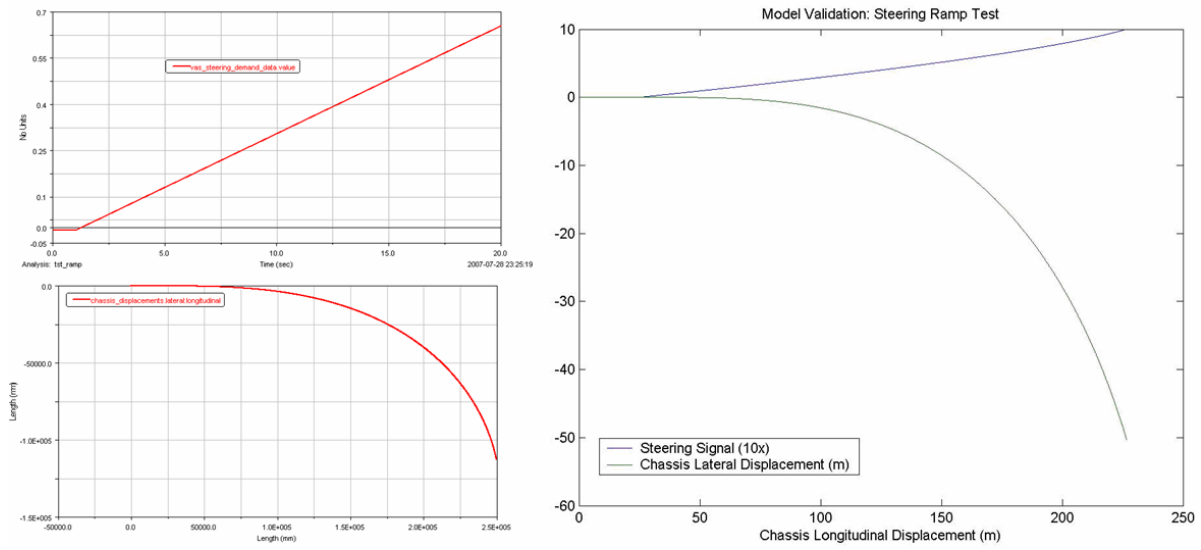 0.7
0.55
0.4
0.25
0.1
0.0
-0.05
No Units
vas_steering_demand_data.value
0.0 5.0 10.0 15.0 20.0
Analysis: tst_ramp Time (sec) 2007-07-28 23:25:19
0.0
-50000.0
-1.0E+005
-1.5E+005
Length (mm)
chassis_displacements.lateral.longitudinal
-50000.0 0.0 50000.0 1.0E+005 1.5E+005 2.0E+005 2.5E+005
Length (mm)
Model Validation: Steering Ramp Test
10
0
-10
-20
-30
-40
-50
-60
Steering Signal (10x)
Chassis Lateral Displacement (m)
0 50 100 150 200 250
Chassis Longitudinal Displacement (m)